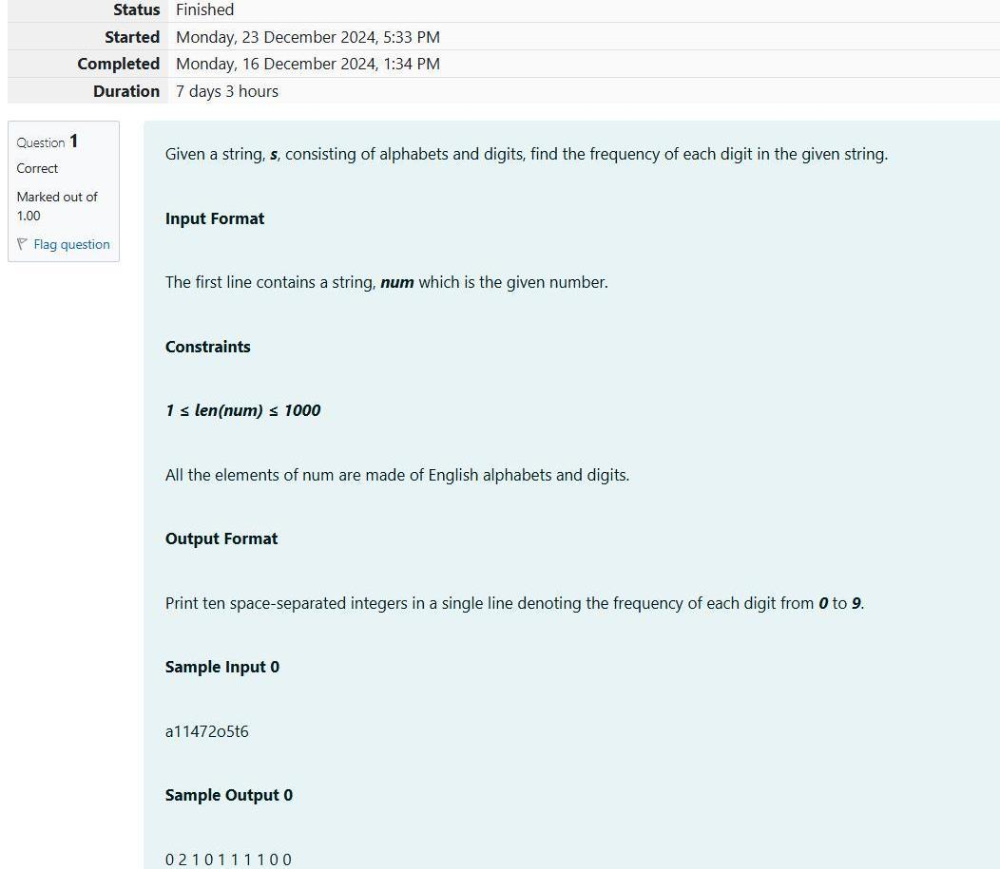 Status Finished
Started Monday, 23 December 2024, 5:33 PM
Completed Monday, 16 December 2024, 1:34 PM
Duration 7 days 3 hours
Question 1
Correct
Marked out of
1.00
Flag question
Given a string, s, consisting of alphabets and digits, find the frequency of each digit in the given string.
Input Format
The first line contains a string, num which is the given number.
Constraints
1 ≤ len(num) ≤ 1000
All the elements of num are made of English alphabets and digits.
Output Format
Print ten space-separated integers in a single line denoting the frequency of each digit from 0 to 9.
Sample Input 0
a11472o5t6
Sample Output 0
0 2 1 0 1 1 1 1 0 0